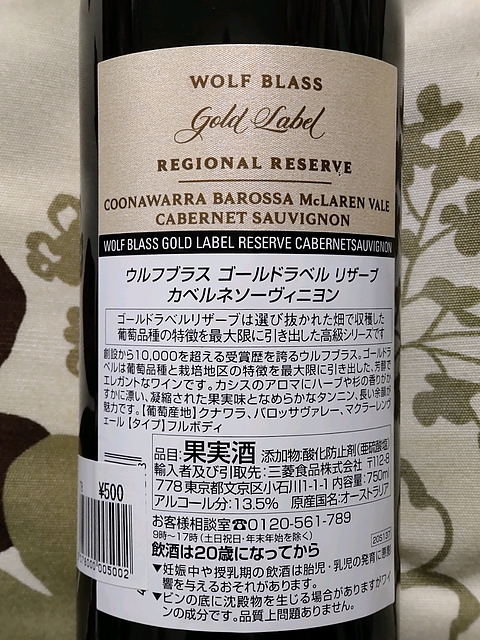 WOLF BLASS
Gold Label
REGIONAL RESERVE
COONAWARRA BAROSSA McLAREN VALE
CABERNET SAUVIGNON
WOLF BLASS GOLD LABEL RESERVE CABERNETSAUVIGNON
ウルフブラス ゴールドラベル リザーブ
カベルネソーヴィニヨン
ゴールドラベルリザーブは選び抜かれた畑で収穫した
葡萄品種の特徴を最大限に引き出した高級シリーズです
創設から10,000を超える受賞歴を誇るウルフブラス。ゴールドラ
ベルは葡萄品種と栽培地区の特徴を最大限に引き出した、芳醇で
エレガントなワインです。カシスのアロマにハーブや杉の香りがか
すかに漂い、凝縮された果実味となめらかなタンニン、長い余韻が
魅力です。【葡萄産地】クナワラ、バロッサヴァレー、マクラーレンヴ
ェール【タイプ】フルボディ
品目:果実酒 添加物:酸化防止剤(亜硫酸塩)
輸入者及び引取先:三菱食品株式会社 〒112-8
778 東京都文京区小石川1-1-1 内容量:750ml
アルコール分:13.5% 原産国名:オーストラリア
お客様相談室☎0120-561-789
9時～17時(土日祝日・年末年始を除く)
205137
飲酒は20歳になってから
▼妊娠中や授乳期の飲酒は胎児・乳児の発育に悪影
響を与えるおそれがあります。
▼ビンの底に沈殿物を生じる場合がありますがワイ
ンの成分です。品質上問題ありません。
¥500